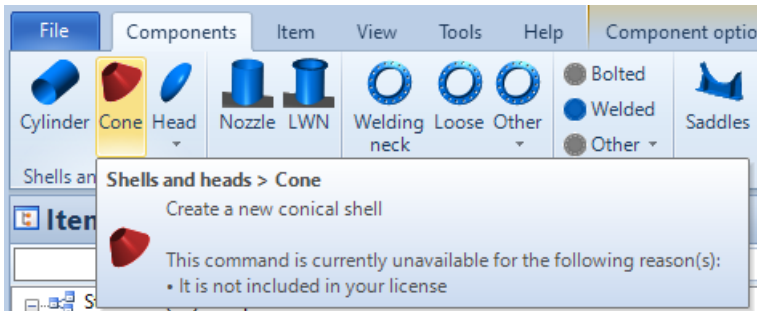 File Components Item View Tools Help Component optio
Bolted
Welded
Cylinder Cone Head Nozzle LWN Welding neck Loose Other Other Saddles
Shells an
Shells and heads > Cone
Create a new conical shell
This command is currently unavailable for the following reason(s):
• It is not included in your license
Iten
S